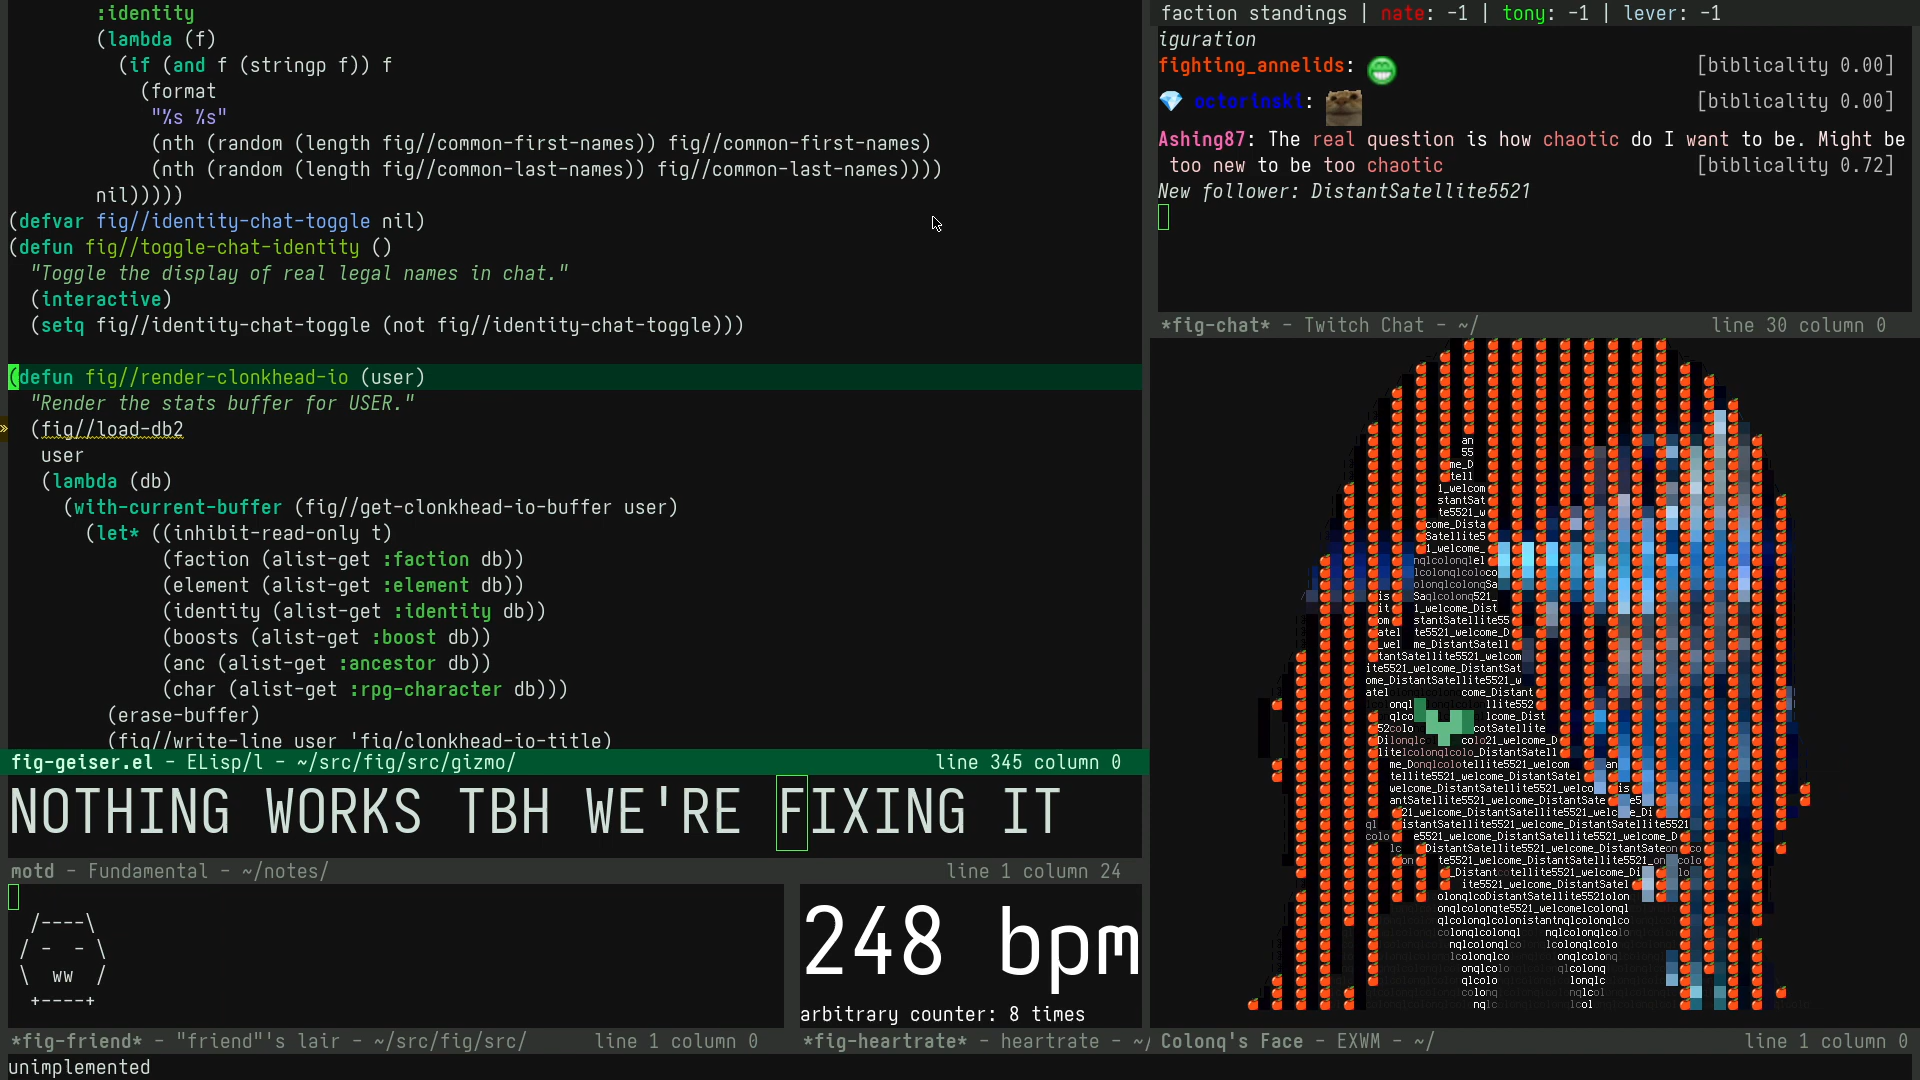 :identity
(lambda (f)
(if (and f (stringp f)) f
(format
"%s %s"
(nth (random (length fig//common-first-names)) fig//common-first-names)
(nth (random (length fig//common-last-names)) fig//common-last-names))))
nil)))))
(defvar fig//identity-chat-toggle nil)
(defun fig//toggle-chat-identity ()
"Toggle the display of real legal names in chat."
(interactive)
(setq fig//identity-chat-toggle (not fig//identity-chat-toggle)))
(defun fig//render-clonkhead-io (user)
"Render the stats buffer for USER."
(fig//load-db2
user
(lambda (db)
(with-current-buffer (fig//get-clonkhead-io-buffer user)
(let* ((inhibit-read-only t)
(faction (alist-get :faction db))
(element (alist-get :element db))
(identity (alist-get :identity db))
(boosts (alist-get :boost db))
(anc (alist-get :ancestor db))
(char (alist-get :rpg-character db)))
(erase-buffer)
(fig//write-line user 'fig/clonkhead-io-title)
fig-geiser.el - ELisp/l - ~/src/fig/src/gizmo/ line 345 column 0
NOTHING WORKS TBH WE'RE FIXING IT
motd - Fundamental - ~/notes/ line 1 column 24
/----\
/ - - \
\ ww /
+----+
*fig-friend* - "friend"'s lair - ~/src/fig/src/ line 1 column 0
248 bpm
arbitrary counter: 8 times
*fig-heartrate* - heartrate - ~/
unimplemented
faction standings | nate: -1 | tony: -1 | lever: -1
iguration
fighting_annelids: [biblicality 0.00]
octorinski: [biblicality 0.00]
Ashing87: The real question is how chaotic do I want to be. Might be
too new to be too chaotic [biblicality 0.72]
New follower: DistantSatellite5521
*fig-chat* - Twitch Chat - ~/ line 30 column 0
Colonq's Face - EXWM - ~/ line 1 column 0